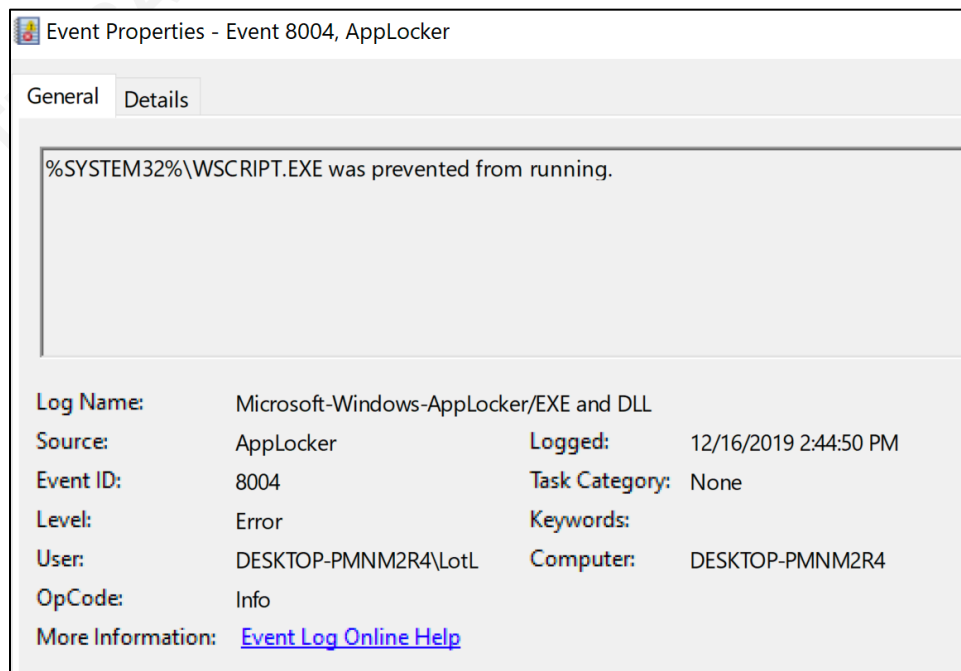 Event Properties - Event 8004, AppLocker
General Details
%SYSTEM32%\WSCRIPT.EXE was prevented from running.
Log Name: Microsoft-Windows-AppLocker/EXE and DLL
Source: AppLocker Logged: 12/16/2019 2:44:50 PM
Event ID: 8004 Task Category: None
Level: Error Keywords:
User: DESKTOP-PMNM2R4\LotL Computer: DESKTOP-PMNM2R4
OpCode: Info
More Information: Event Log Online Help